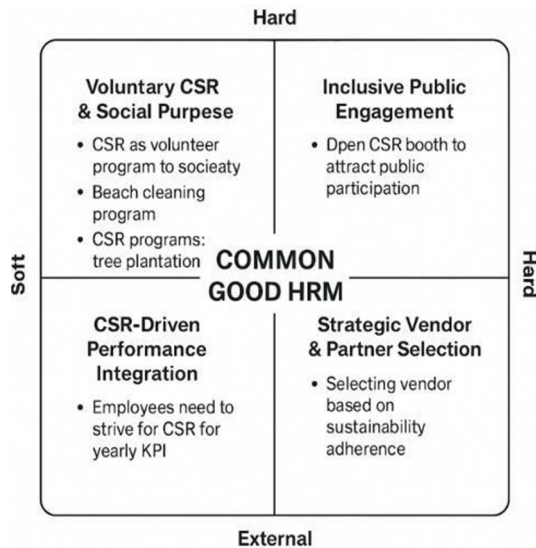 Hard
Voluntary CSR
& Social Purpese
• CSR as volunteer
program to socieaty
• Beach cleaning
program
• CSR programs:
tree plantation
Inclusive Public
Engagement
• Dpen CSR booth to
attract public
participation
Soft
COMMON
GOOD HRM
Hard
CSR-Driven
Performance
Integration
• Employees need to
strive for CSR for
yearly KPI
Strategic Vendor
& Partner Selection
• Selecting vendor
based on
sustainability
adherence
External